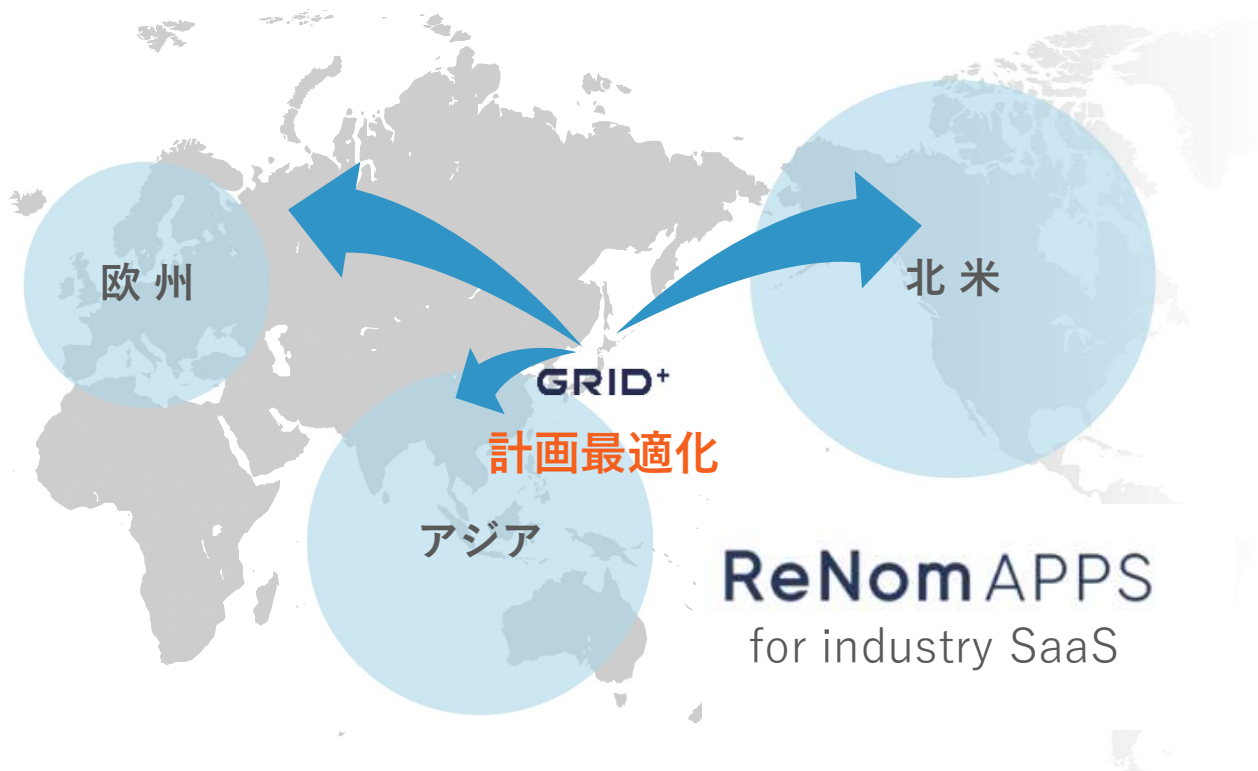 欧州
北米
GRID+
計画最適化
アジア
ReNom APPS
for industry SaaS